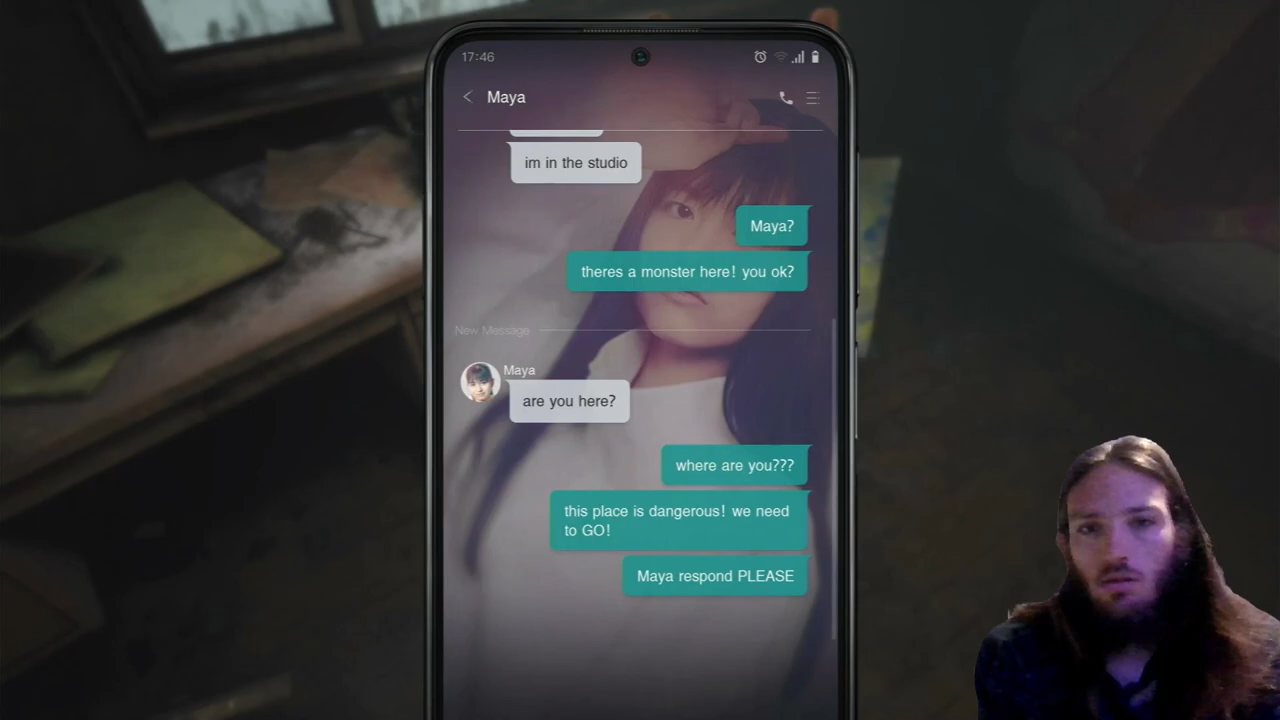 17:46
Maya
im in the studio
Maya?
theres a monster here! you ok?
New Message
Maya
are you here?
where are you???
this place is dangerous! we need
to GO!
Maya respond PLEASE